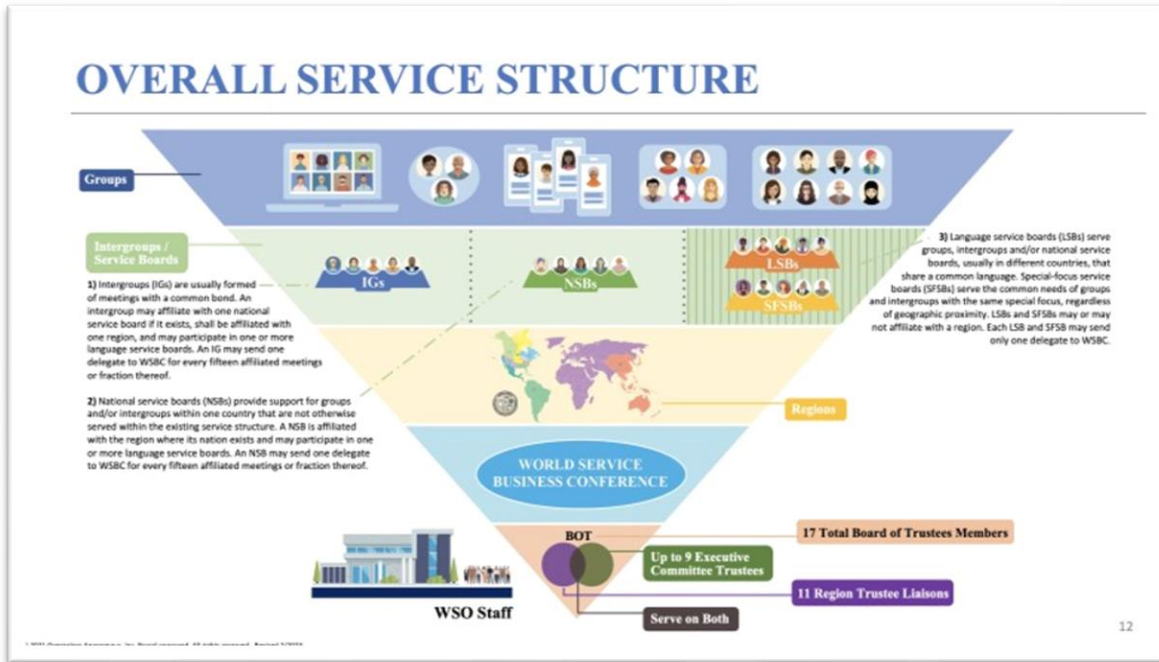 OVERALL SERVICE STRUCTURE
Groups
Intergroups /
Service Boards
IGs
NSBs
LSBs
SFSBs
1) Intergroups (IGs) are usually formed
of meetings with a common bond. An
intergroup may affiliate with one national
service board if it exists, shall be affiliated with
one region, and may participate in one or more
language service boards. An IG may send one
delegate to WSBC for every fifteen affiliated meetings
or fraction thereof.
2) National service boards (NSBs) provide support for groups
and/or intergroups within one country that are not otherwise
served within the existing service structure. A NSB is affiliated
with the region where its nation exists and may participate in one
or more language service boards. An NSB may send one delegate
to WSBC for every fifteen affiliated meetings or fraction thereof.
3) Language service boards (LSBs) serve
groups, intergroups and/or national service
boards, usually in different countries, that
share a common language. Special-focus service
boards (SFSBs) serve the common needs of groups
and intergroups with the same special focus, regardless
of geographic proximity. LSBs and SFSBs may or may
not affiliate with a region. Each LSB and SFSB may send
only one delegate to WSBC.
Regions
WORLD SERVICE
BUSINESS CONFERENCE
BOT
17 Total Board of Trustees Members
Up to 9 Executive
Committee Trustees
11 Region Trustee Liaisons
Serve on Both
WSO Staff
12